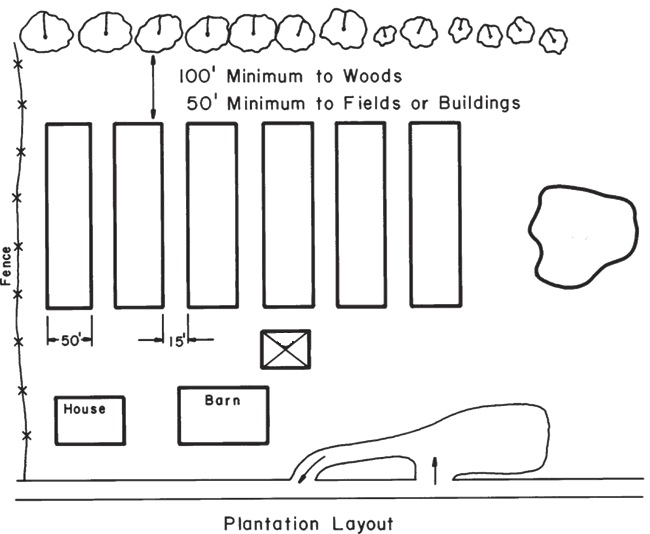 100' Minimum to Woods
50' Minimum to Fields or Buildings
Fence
50'
15'
House
Barn
Plantation Layout